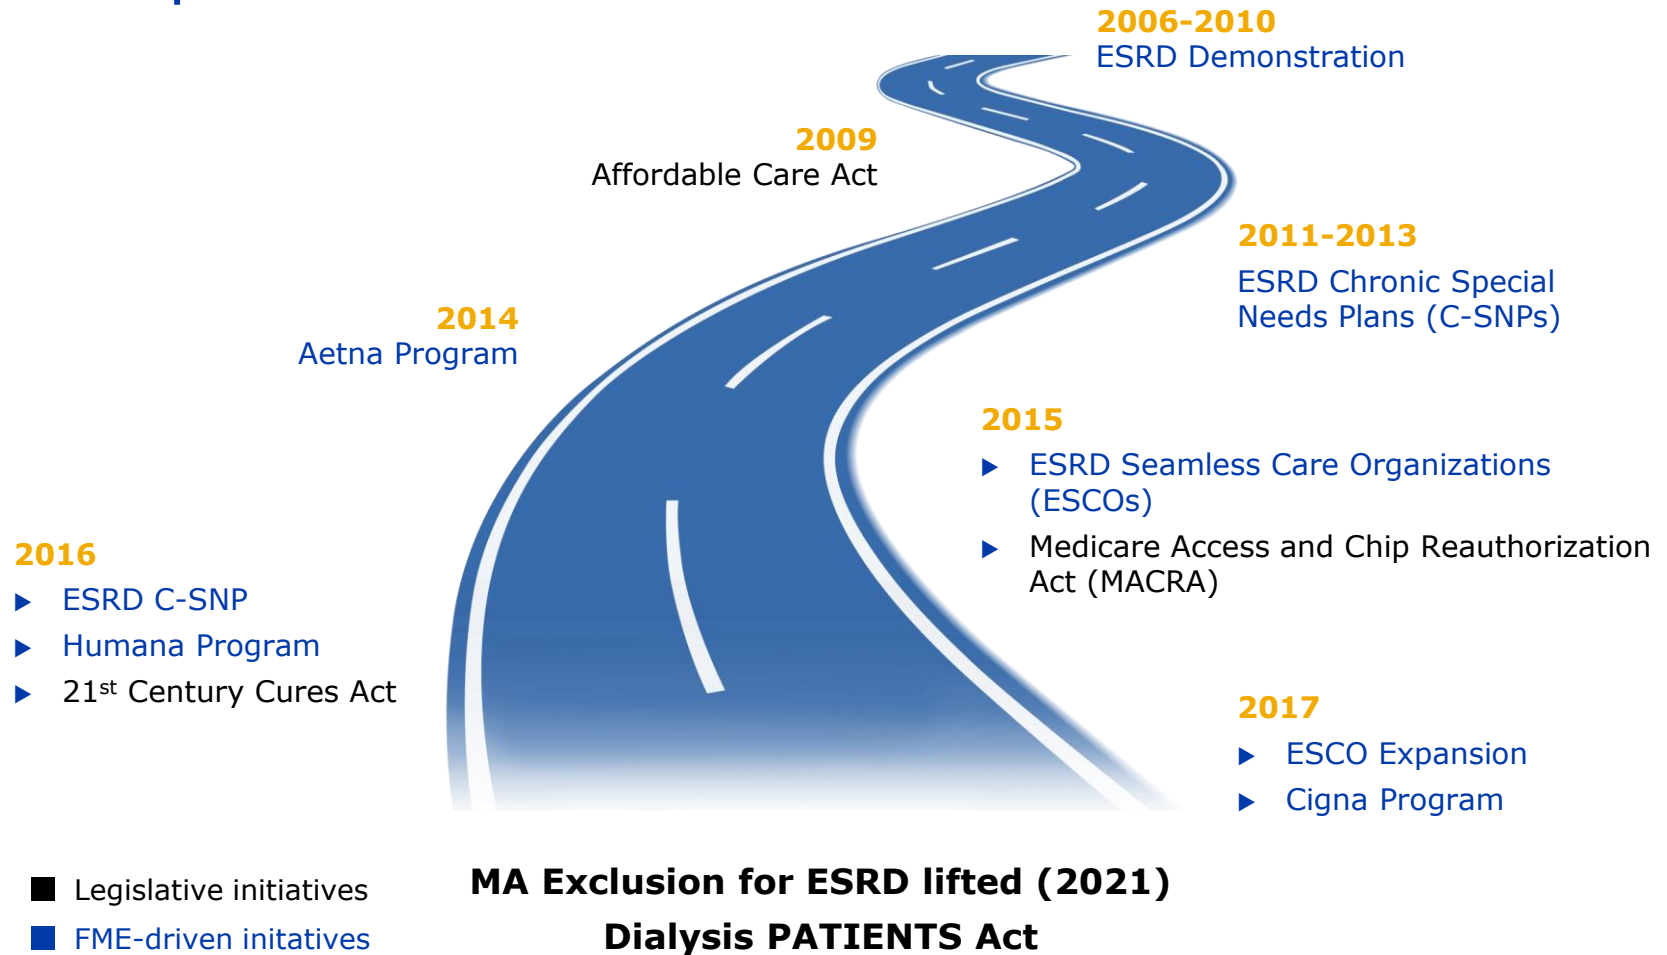 2006-2010
ESRD Demonstration
2009
Affordable Care Act
2011-2013
ESRD Chronic Special
Needs Plans (C-SNPs)
2014
Aetna Program
2015
▶ ESRD Seamless Care Organizations
(ESCOs)
▶ Medicare Access and Chip Reauthorization
Act (MACRA)
2016
▶ ESRD C-SNP
▶ Humana Program
▶ 21st Century Cures Act
2017
▶ ESCO Expansion
▶ Cigna Program
Legislative initiatives
FME-driven initatives
MA Exclusion for ESRD lifted (2021)
Dialysis PATIENTS Act